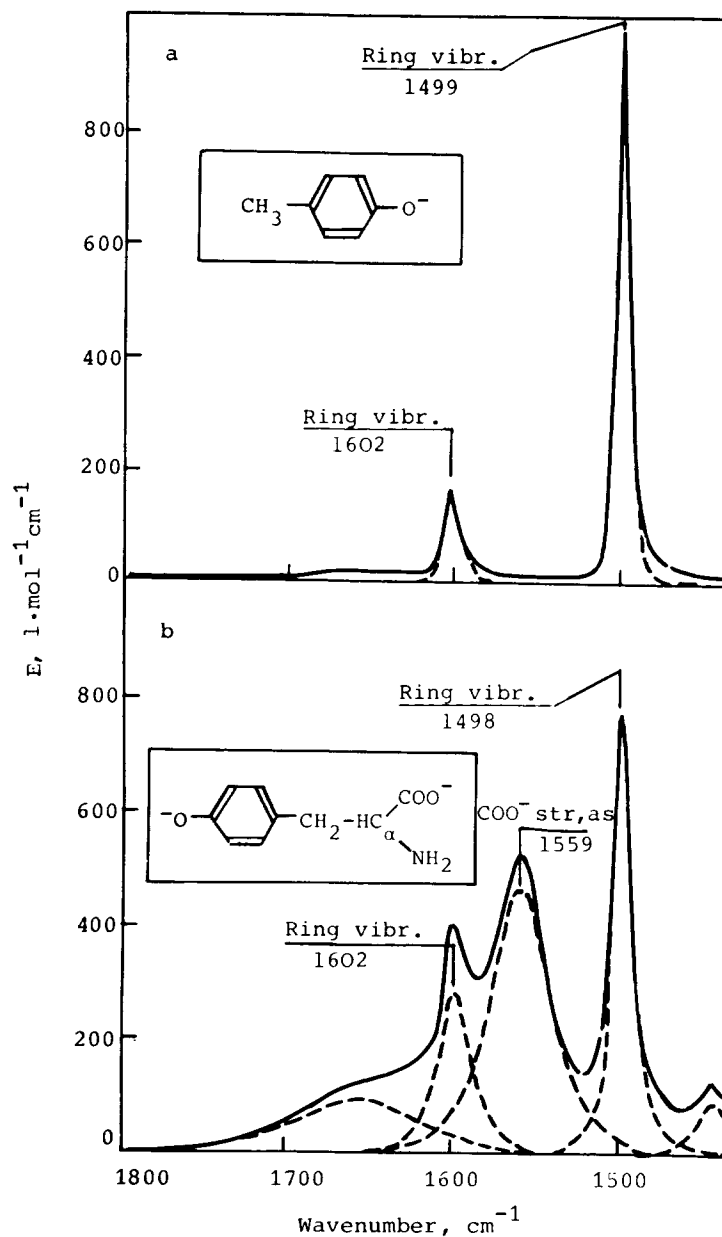 a
Ring vibr.
1499
800
CH3 O−
600
400
Ring vibr.
1602
200
0
E, l·mol−1cm−1
b
Ring vibr.
1498
800
600
−O CH2−HCα COO− NH2
COO− str,as
1559
400
Ring vibr.
1602
200
0
1800 1700 1600 1500
Wavenumber, cm−1